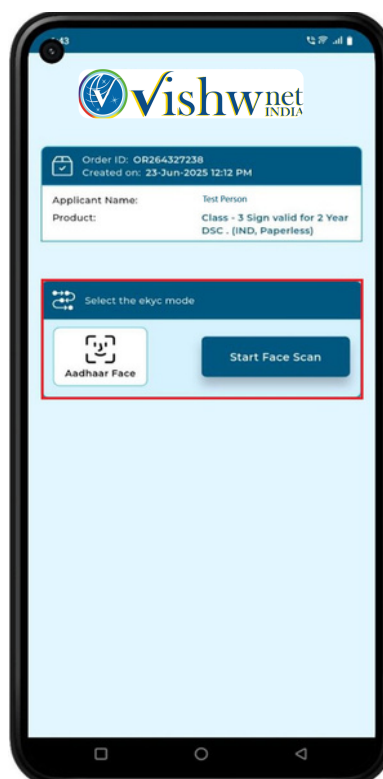 :43
Vishwnet
INDIA
Order ID: OR264327238
Created on: 23-Jun-2025 12:12 PM
Applicant Name: Test Person
Product: Class - 3 Sign valid for 2 Year
DSC . (IND, Paperless)
Select the ekyc mode
Aadhaar Face
Start Face Scan